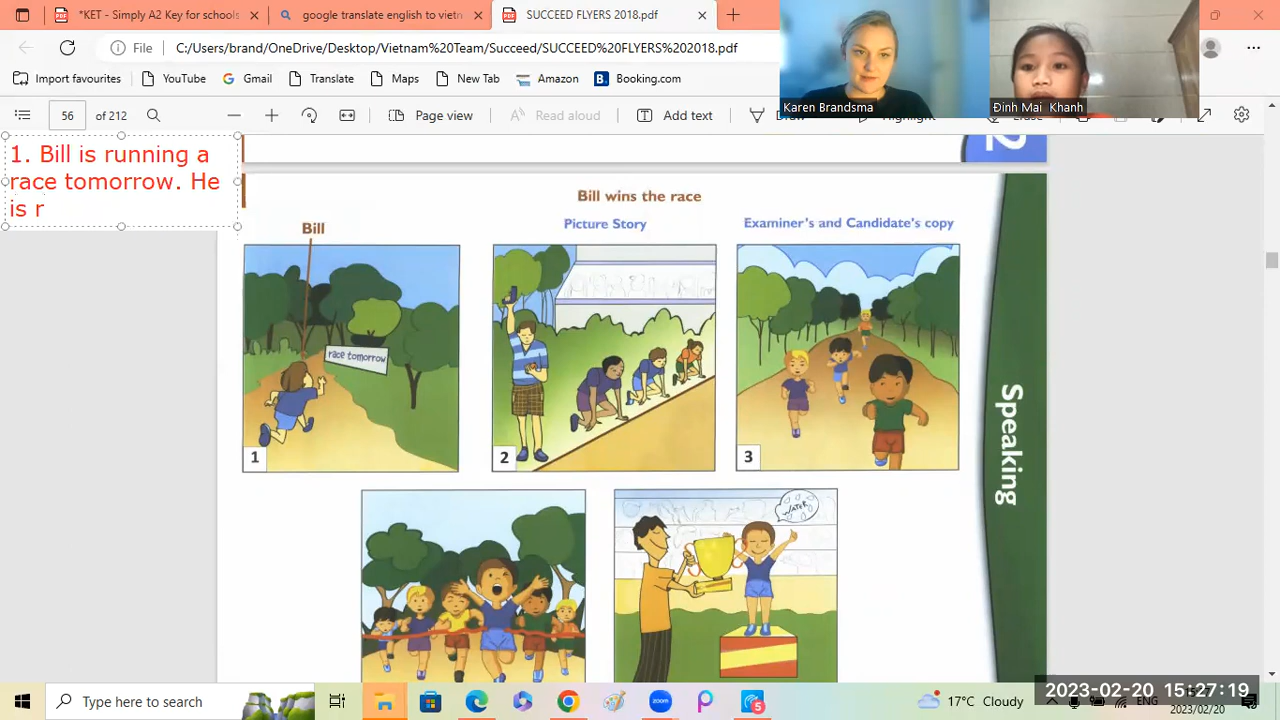 *KET - Simply A2 Key for schools
google translate english to vietn
SUCCEED FLYERS 2018.pdf
File
C:/Users/brand/OneDrive/Desktop/Vietnam%20Team/Succeed/SUCCEED%20FLYERS%202018.pdf
Import favourites
YouTube
Gmail
Translate
Maps
New Tab
Amazon
Booking.com
Karen Brandsma
Đinh Mai Khanh
56 of 212
Page view
Read aloud
Add text
1. Bill is running a
race tomorrow. He
is r
2
Bill wins the race
Bill
Picture Story
Examiner's and Candidate's copy
race tomorrow
1
2
3
Speaking
WATER
Type here to search
17°C Cloudy
ENG
2023-02-20 15:27:19
2023/02/20